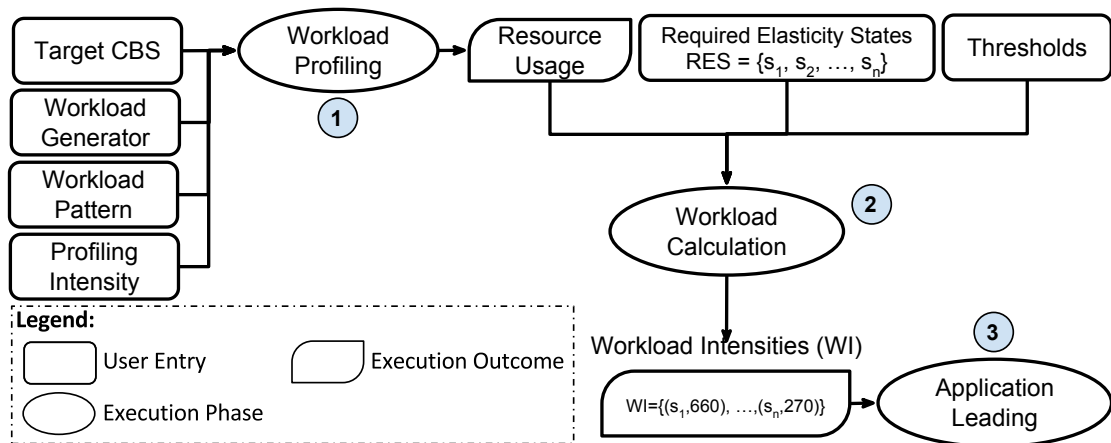 Target CBS
Workload
Generator
Workload
Pattern
Profiling
Intensity
Workload
Profiling
1
Resource
Usage
Required Elasticity States
RES = {s1, s2, …, sn}
Thresholds
Workload
Calculation
2
Workload Intensities (WI)
WI={(s1,660), …,(sn,270)}
3
Application
Leading
Legend:
User Entry
Execution Outcome
Execution Phase